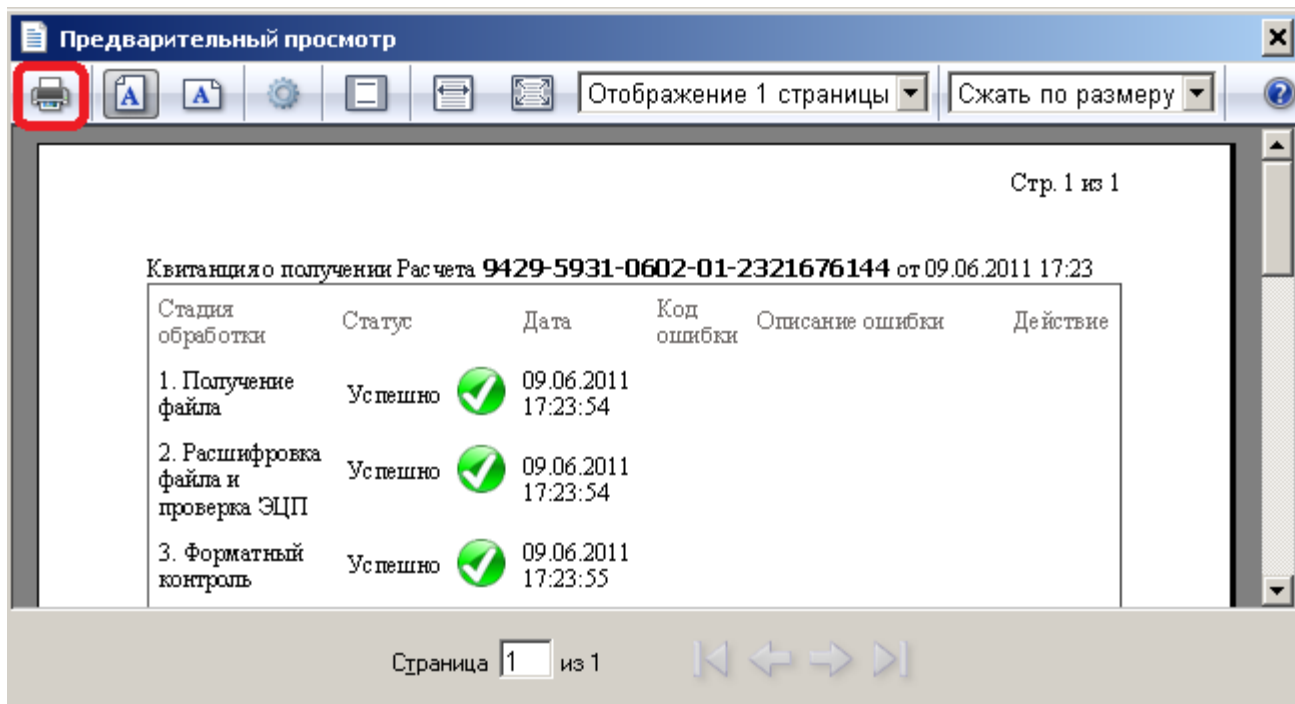 Предварительный просмотр
Отображение 1 страницы Сжать по размеру
Стр. 1 из 1
Квитанция о получении Расчета 9429-5931-0602-01-2321676144 от 09.06.2011 17:23
Стадия обработки Статус Дата Код ошибки Описание ошибки Действие
1. Получение файла Успешно 09.06.2011 17:23:54
2. Расшифровка файла и проверка ЭЦП Успешно 09.06.2011 17:23:54
3. Форматный контроль Успешно 09.06.2011 17:23:55
Страница 1 из 1